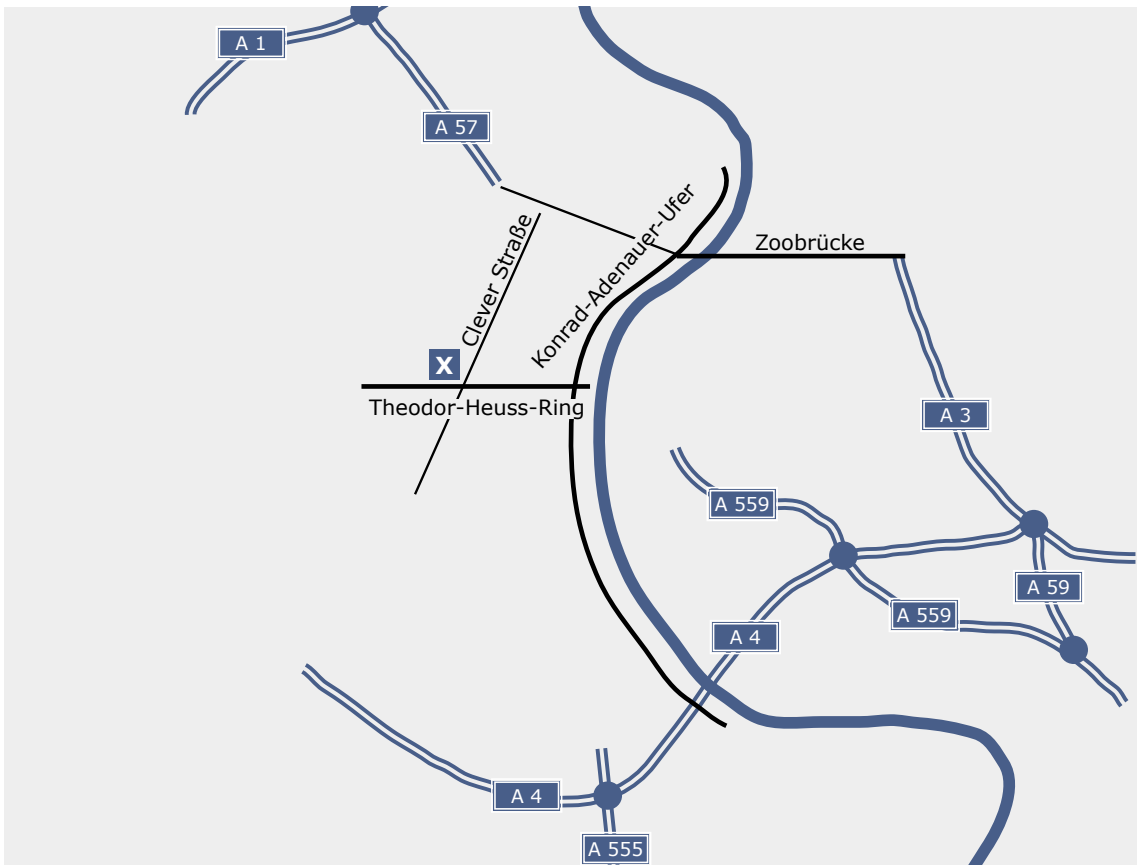 A 1
A 57
Konrad-Adenauer-Ufer
Clever Straße
Zoobrücke
X
Theodor-Heuss-Ring
A 3
A 559
A 59
A 559
A 4
A 4
A 555